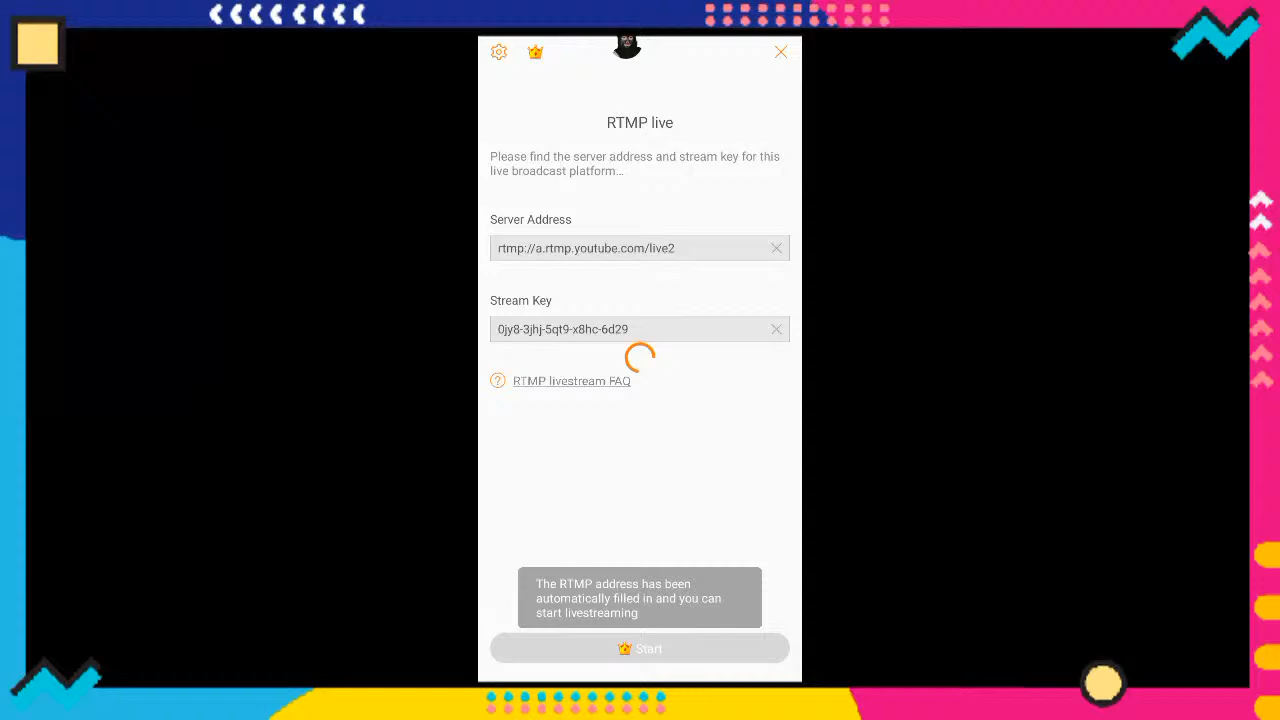 RTMP live
Please find the server address and stream key for this
live broadcast platform...
Server Address
rtmp://a.rtmp.youtube.com/live2
Stream Key
0jy8-3jhj-5qt9-x8hc-6d29
RTMP livestream FAQ
The RTMP address has been
automatically filled in and you can
start livestreaming
Start